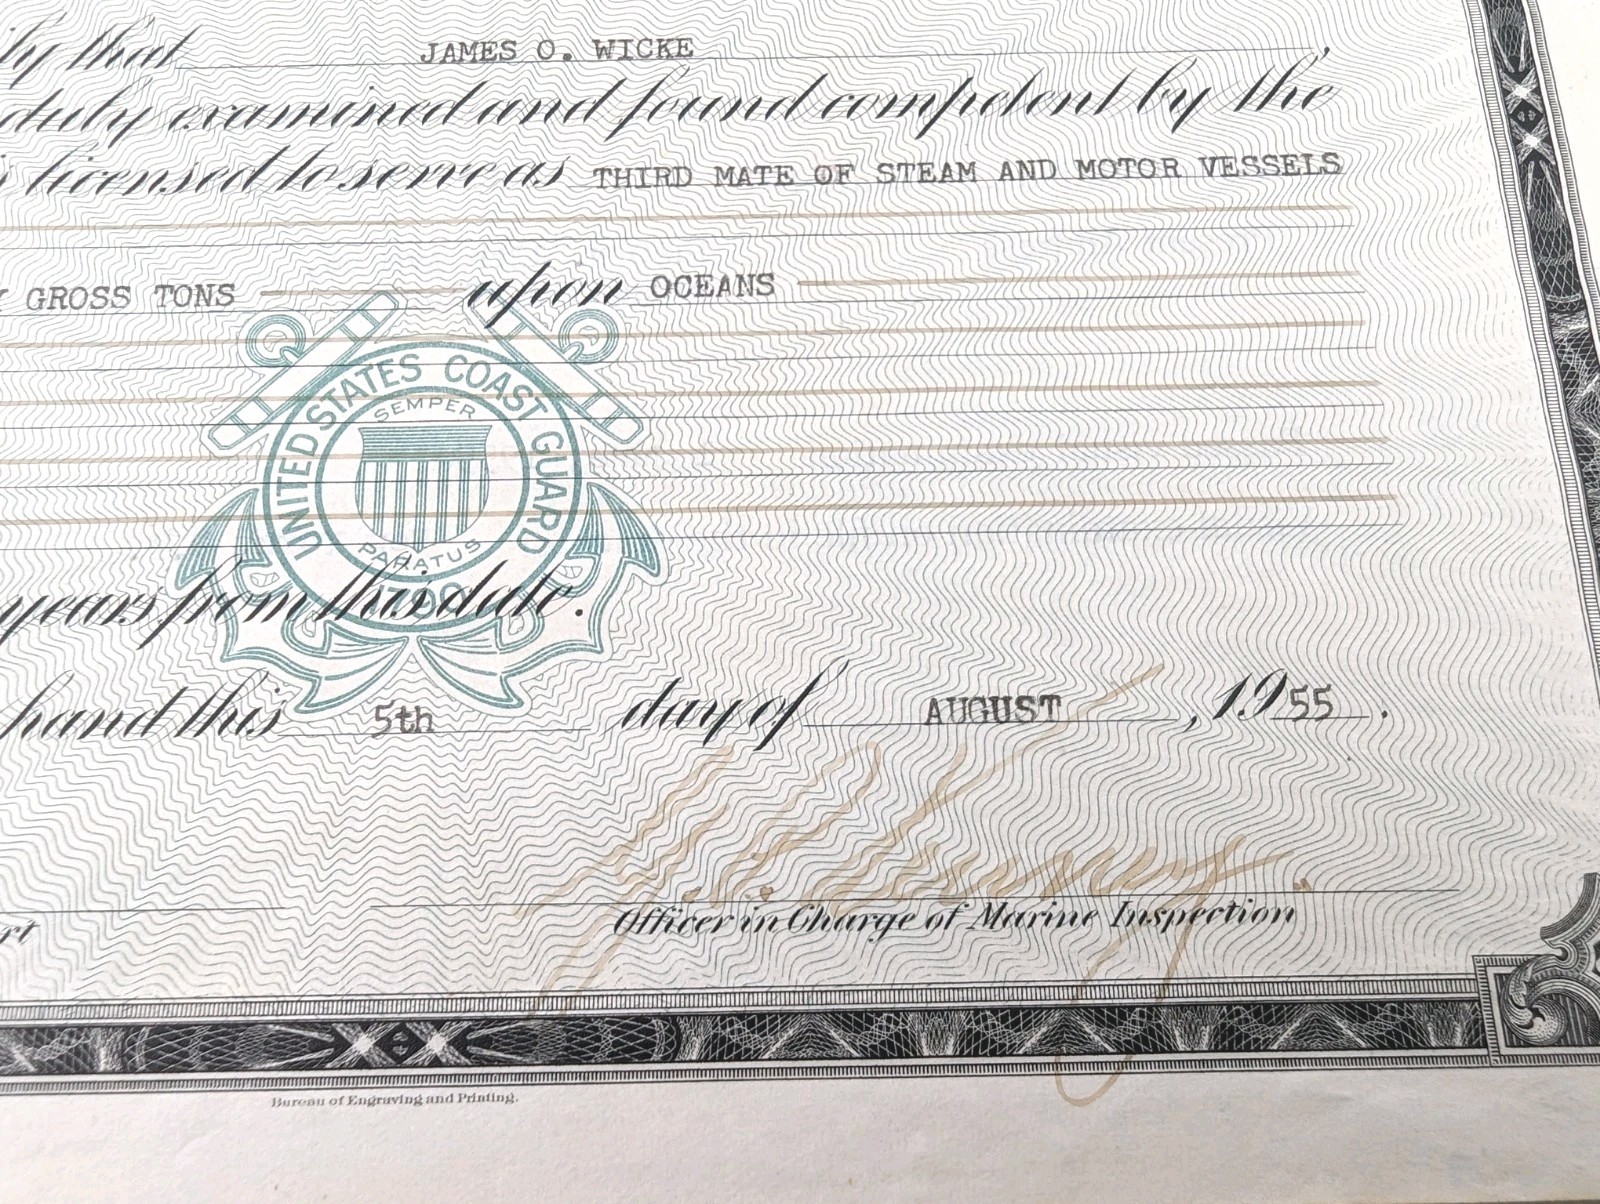 that JAMES O. WICKE ,
duly examined and found competent by the
licensed to serve as THIRD MATE OF STEAM AND MOTOR VESSELS
GROSS TONS upon OCEANS
UNITED STATES COAST GUARD
SEMPER
PARATUS
1790
years from this date.
hand this 5th day of AUGUST , 1955 .
Officer in Charge of Marine Inspection
Bureau of Engraving and Printing.